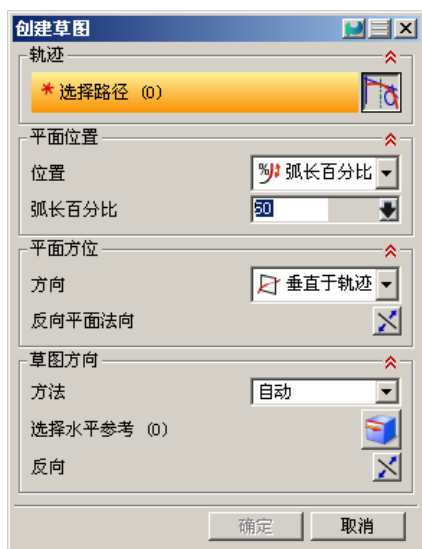 创建草图
轨迹
* 选择路径 (0)
平面位置
位置 % 弧长百分比
弧长百分比 50
平面方位
方向 垂直于轨迹
反向平面法向
草图方向
方法 自动
选择水平参考 (0)
反向
确定 取消